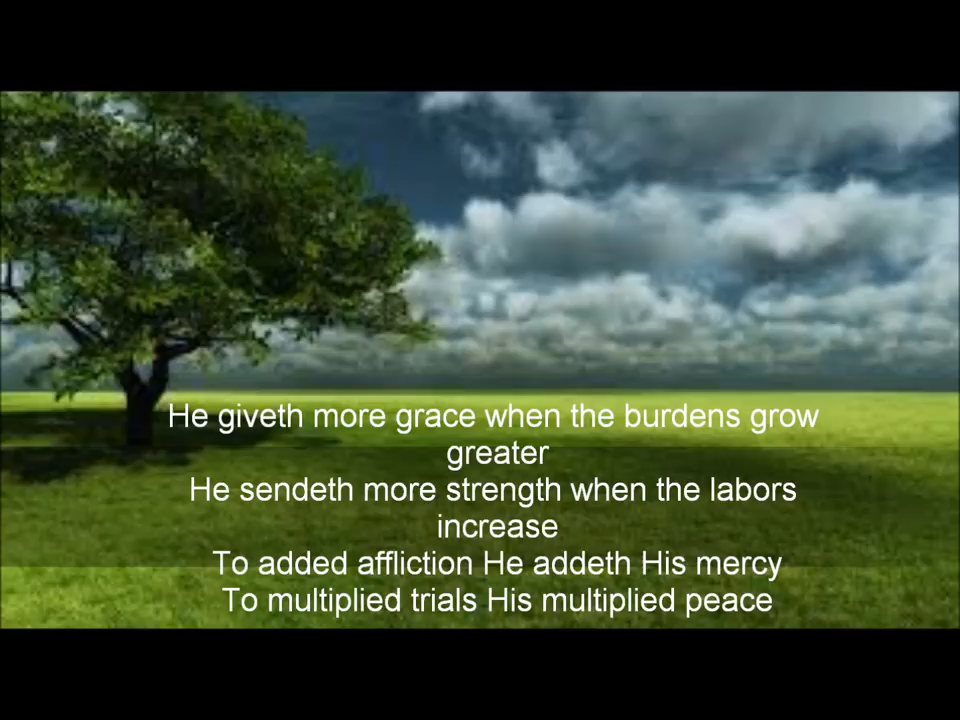 He giveth more grace when the burdens grow
greater
He sendeth more strength when the labors
increase
To added affliction He addeth His mercy
To multiplied trials His multiplied peace